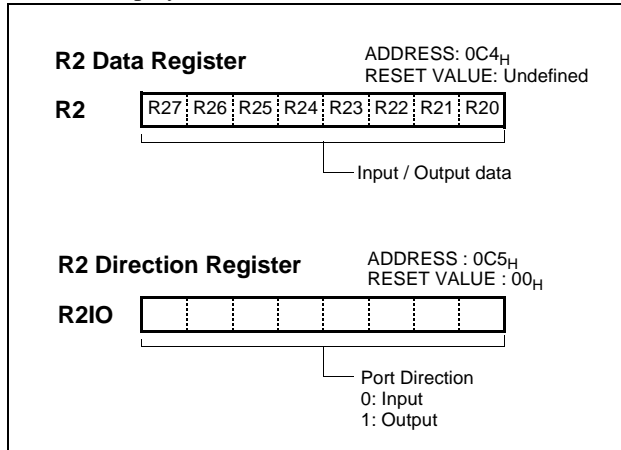 R2 Data Register
ADDRESS: 0C4H
RESET VALUE: Undefined
R2
R27 R26 R25 R24 R23 R22 R21 R20
Input / Output data
R2 Direction Register
ADDRESS : 0C5H
RESET VALUE : 00H
R2IO
Port Direction
0: Input
1: Output